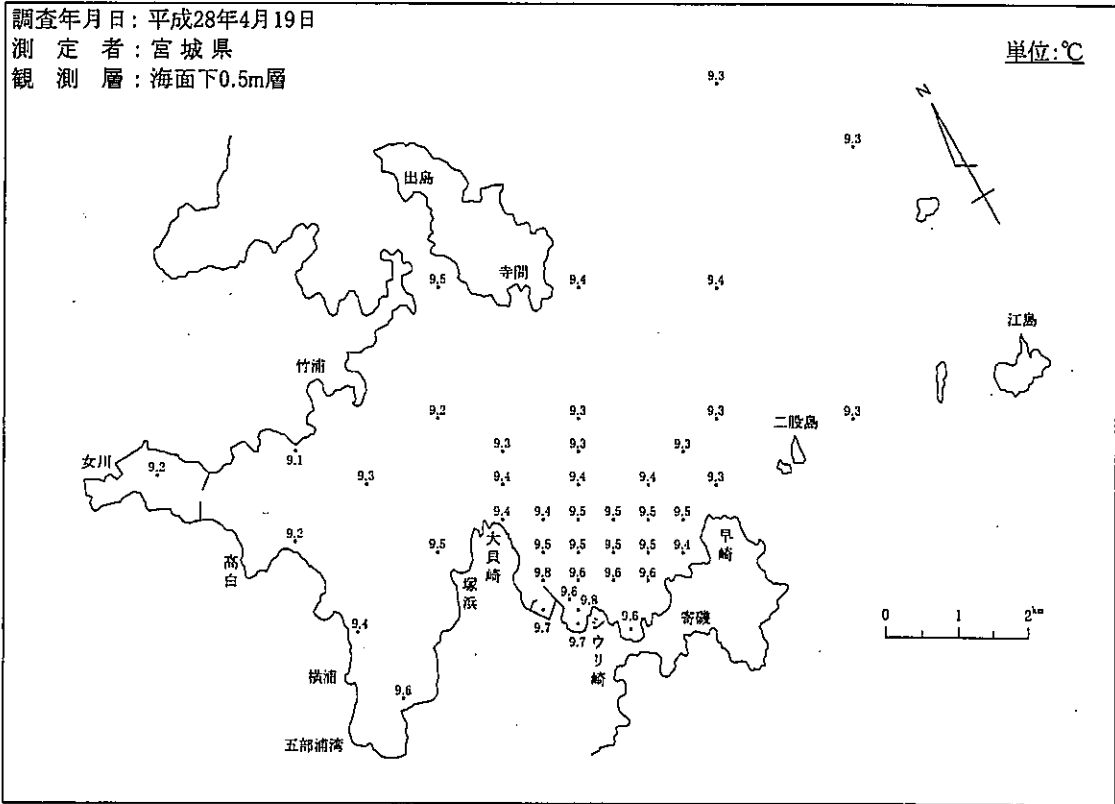 調査年月日：平成28年4月19日
測定者：宮城県
観測層：海面下0.5m層
単位：℃
9.3
N
9.3
出島
寺間
9.5
9.4
9.4
江島
竹浦
9.2
9.3
9.3
9.3
二股島
女川
9.2
9.1
9.3
9.3
9.3
9.3
9.4
9.4
9.4
9.3
9.4
9.4
9.5
9.5
9.5
9.2
9.5
9.5
9.5
9.5
9.5
9.4
高白
大貝崎
早崎
塚浜
9.8
9.6
9.6
9.6
9.6
9.8
9.7
9.7
9.6
シウリ崎
寄磯
9.4
横浦
9.6
五部浦湾
0 1 2km